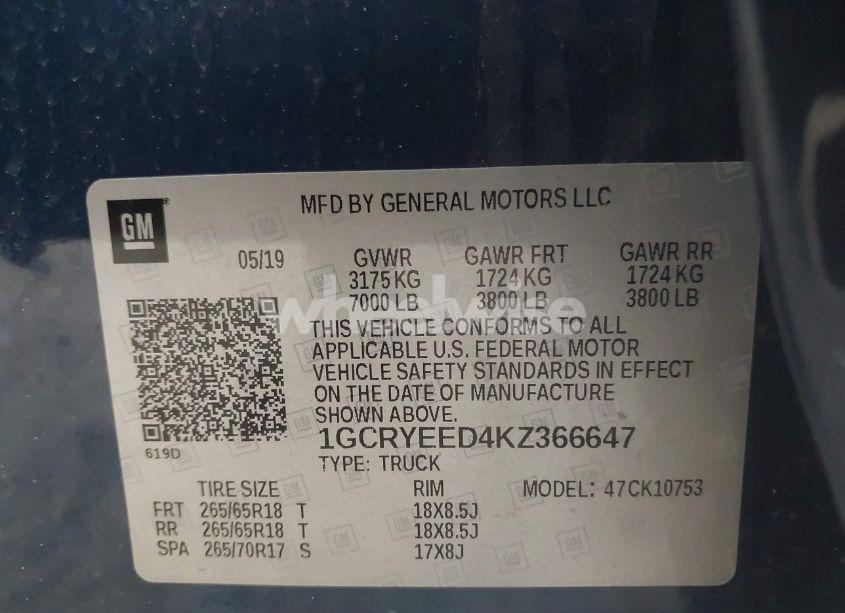 GM
MFD BY GENERAL MOTORS LLC
05/19 GVWR GAWR FRT GAWR RR
3175 KG 1724 KG 1724 KG
7000 LB 3800 LB 3800 LB
wheelwise
THIS VEHICLE CONFORMS TO ALL
APPLICABLE U.S. FEDERAL MOTOR
VEHICLE SAFETY STANDARDS IN EFFECT
ON THE DATE OF MANUFACTURE
SHOWN ABOVE.
1GCRYEED4KZ366647
619D
TYPE: TRUCK
TIRE SIZE RIM MODEL: 47CK10753
FRT 265/65R18 T 18X8.5J
RR 265/65R18 T 18X8.5J
SPA 265/70R17 S 17X8J